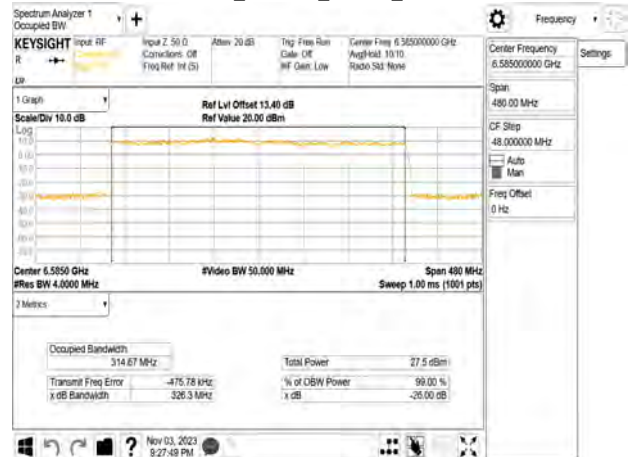 Spectrum Analyzer 1
Occupied BW
Frequency
KEYSIGHT
Input: RF
Input Z: 50 Ω
Atten: 20 dB
Trig: Free Run
Center Freq: 6.585000000 GHz
R
Corrections: Off
Gate: Off
Avg|Hold: 10/10
Freq Ref: Int (S)
#IF Gain: Low
Radio Std: None
Center Frequency
6.585000000 GHz
Settings
Span
480.00 MHz
CF Step
48.000000 MHz
Auto
Man
Freq Offset
0 Hz
1 Graph
Ref Lvl Offset 13.40 dB
Scale/Div 10.0 dB
Ref Value 20.00 dBm
Log
Center 6.5850 GHz
#Video BW 50.000 MHz
Span 480 MHz
#Res BW 4.0000 MHz
Sweep 1.00 ms (1001 pts)
2 Metrics
Occupied Bandwidth
314.67 MHz
Total Power
27.5 dBm
Transmit Freq Error
-475.78 kHz
% of OBW Power
99.00 %
x dB Bandwidth
326.3 MHz
x dB
-26.00 dB
?
Nov 03, 2023
9:27:49 PM